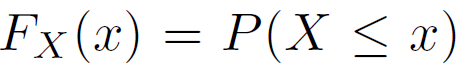 F_X(x) = P(X ≤ x)